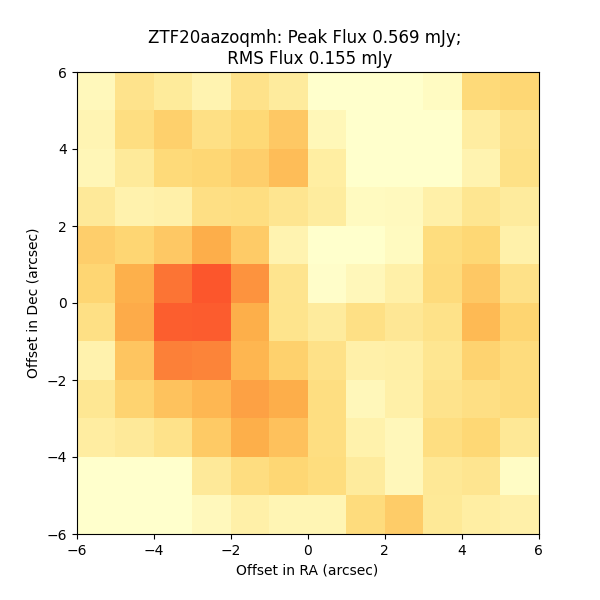 ZTF20aazoqmh: Peak Flux 0.569 mJy;
RMS Flux 0.155 mJy
6
4
2
0
−2
−4
−6
Offset in Dec (arcsec)
−6 −4 −2 0 2 4 6
Offset in RA (arcsec)